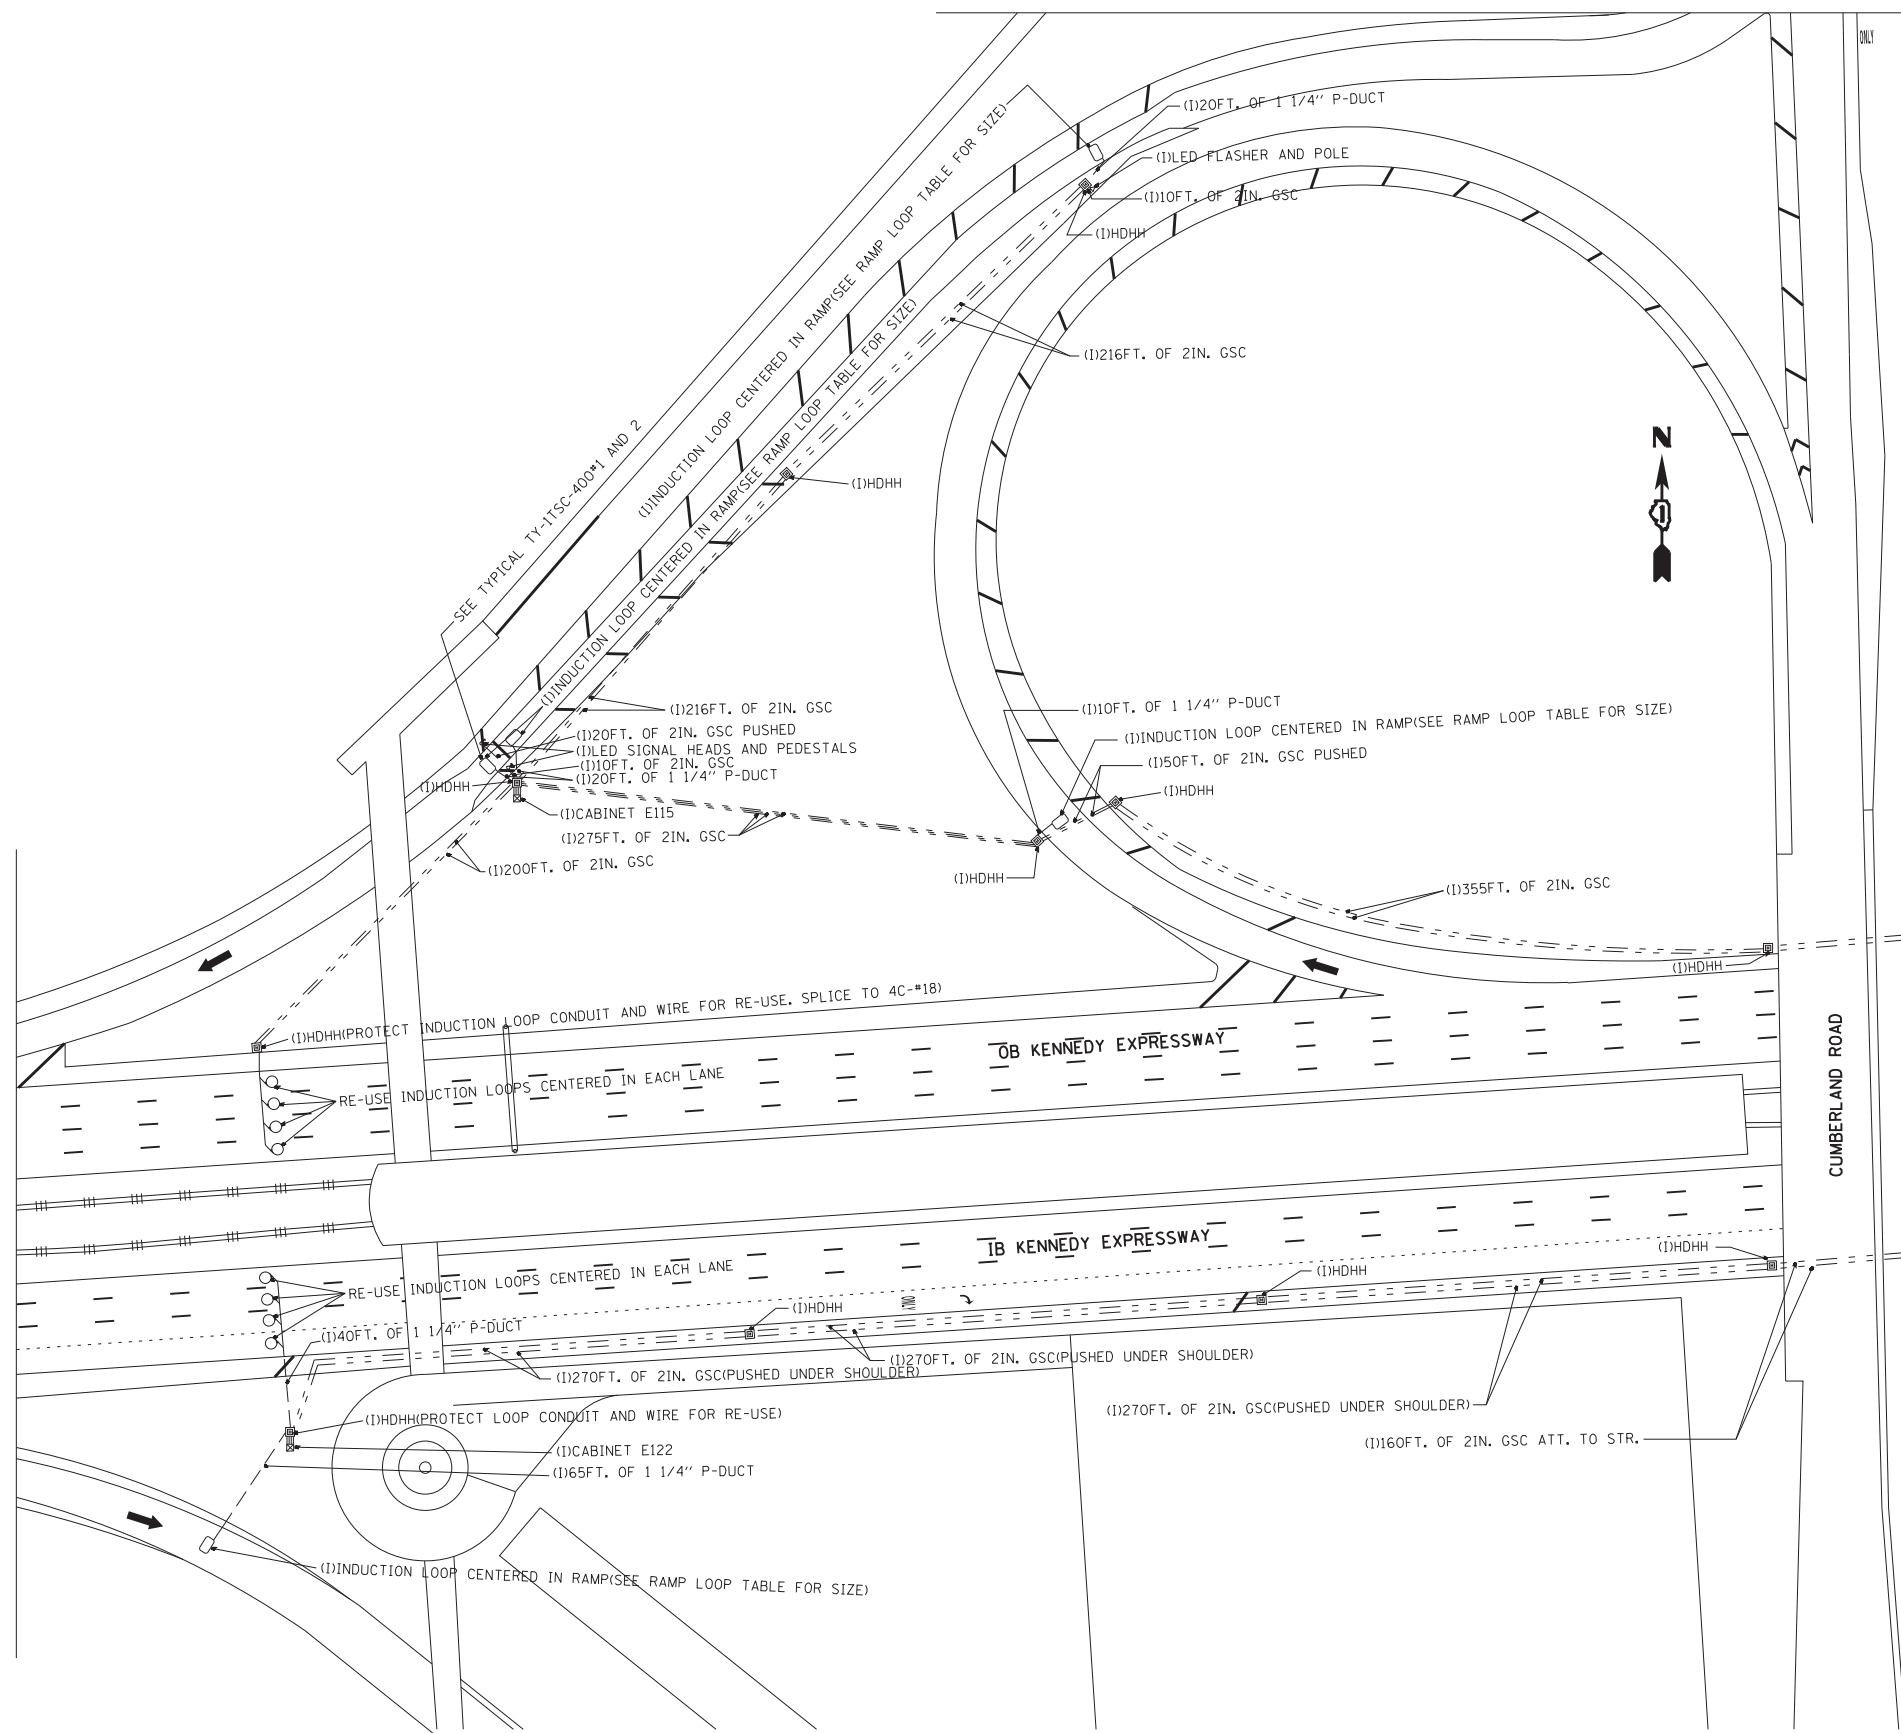 ONLY
(I)20FT. OF 1 1/4" P-DUCT
(I)LED FLASHER AND POLE
(I)10FT. OF 2IN. GSC
(I)HDHH
(I)INDUCTION LOOP CENTERED IN RAMP(SEE RAMP LOOP TABLE FOR SIZE)
(I)INDUCTION LOOP CENTERED IN RAMP(SEE RAMP LOOP TABLE FOR SIZE)
(I)216FT. OF 2IN. GSC
SEE TYPICAL TY-1TSC-400#1 AND 2
(I)HDHH
N
(I)216FT. OF 2IN. GSC
(I)20FT. OF 2IN. GSC PUSHED
(I)LED SIGNAL HEADS AND PEDESTALS
(I)10FT. OF 2IN. GSC
(I)20FT. OF 1 1/4" P-DUCT
(I)HDHH
(I)CABINET E115
(I)275FT. OF 2IN. GSC
(I)200FT. OF 2IN. GSC
(I)10FT. OF 1 1/4" P-DUCT
(I)INDUCTION LOOP CENTERED IN RAMP(SEE RAMP LOOP TABLE FOR SIZE)
(I)50FT. OF 2IN. GSC PUSHED
(I)HDHH
(I)HDHH
(I)355FT. OF 2IN. GSC
(I)HDHH
(I)HDHH(PROTECT INDUCTION LOOP CONDUIT AND WIRE FOR RE-USE. SPLICE TO 4C-#18)
OB KENNEDY EXPRESSWAY
RE-USE INDUCTION LOOPS CENTERED IN EACH LANE
CUMBERLAND ROAD
IB KENNEDY EXPRESSWAY
(I)HDHH
RE-USE INDUCTION LOOPS CENTERED IN EACH LANE
(I)HDHH
(I)HDHH
(I)40FT. OF 1 1/4" P-DUCT
(I)270FT. OF 2IN. GSC(PUSHED UNDER SHOULDER)
(I)270FT. OF 2IN. GSC(PUSHED UNDER SHOULDER)
(I)270FT. OF 2IN. GSC(PUSHED UNDER SHOULDER)
(I)160FT. OF 2IN. GSC ATT. TO STR.
(I)HDHH(PROTECT LOOP CONDUIT AND WIRE FOR RE-USE)
(I)CABINET E122
(I)65FT. OF 1 1/4" P-DUCT
(I)INDUCTION LOOP CENTERED IN RAMP(SEE RAMP LOOP TABLE FOR SIZE)